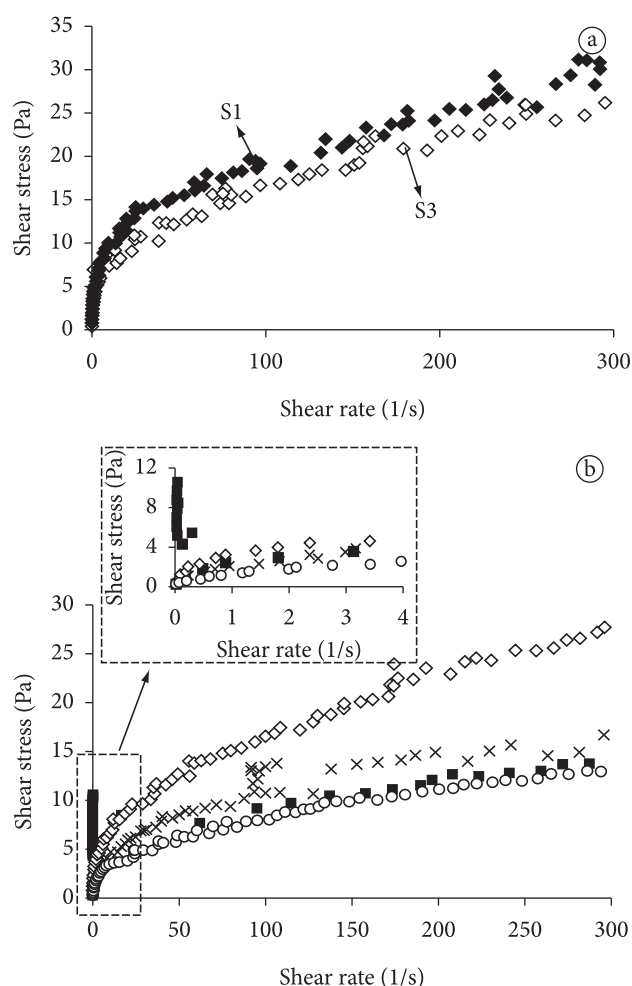 a
35
30
25
20
15
10
5
0
Shear stress (Pa)
S1
S3
0 100 200 300
Shear rate (1/s)
b
12
8
4
0
Shear stress (Pa)
0 1 2 3 4
Shear rate (1/s)
30
25
20
15
10
5
0
Shear stress (Pa)
0 50 100 150 200 250 300
Shear rate (1/s)